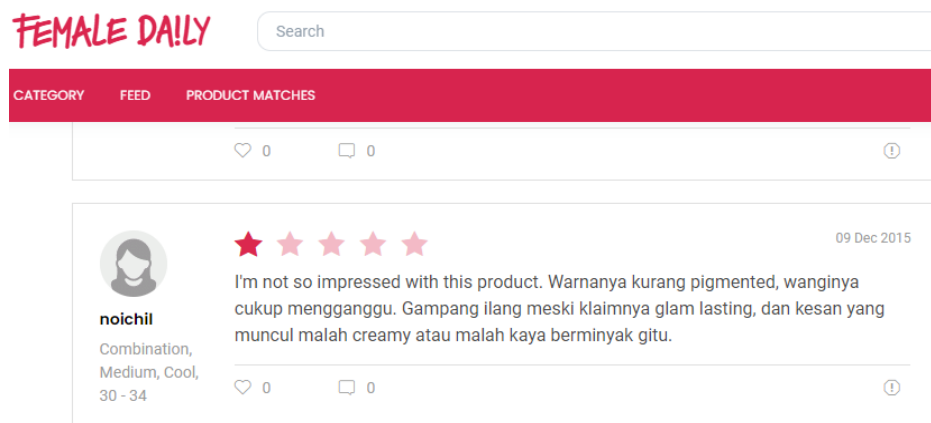 FEMALE DA!LY
Search
CATEGORY FEED PRODUCT MATCHES
0 0
09 Dec 2015
I'm not so impressed with this product. Warnanya kurang pigmented, wanginya
cukup mengganggu. Gampang ilang meski klaimnya glam lasting, dan kesan yang
muncul malah creamy atau malah kaya berminyak gitu.
noichil
Combination,
Medium, Cool,
30 - 34
0 0